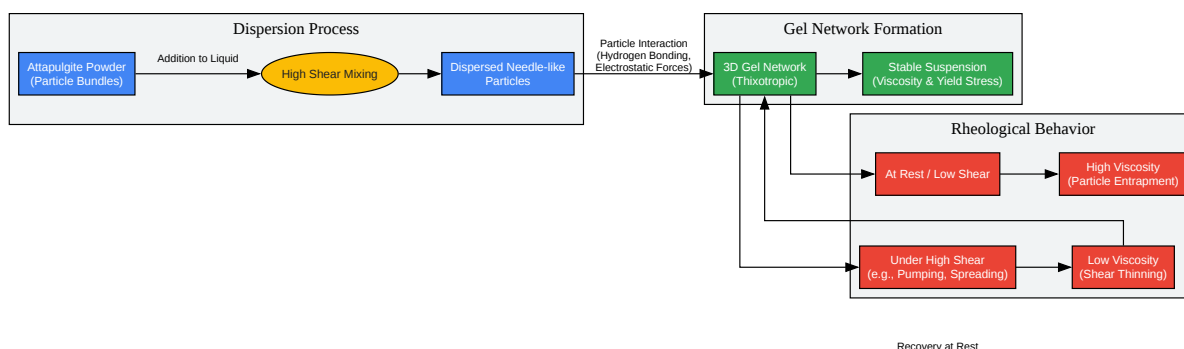 Dispersion Process
Attapulgite Powder
(Particle Bundles)
Addition to Liquid
High Shear Mixing
Dispersed Needle-like
Particles
Particle Interaction
(Hydrogen Bonding,
Electrostatic Forces)
Gel Network Formation
3D Gel Network
(Thixotropic)
Stable Suspension
(Viscosity & Yield Stress)
Rheological Behavior
At Rest / Low Shear
High Viscosity
(Particle Entrapment)
Under High Shear
(e.g., Pumping, Spreading)
Low Viscosity
(Shear Thinning)
Recovery at Rest